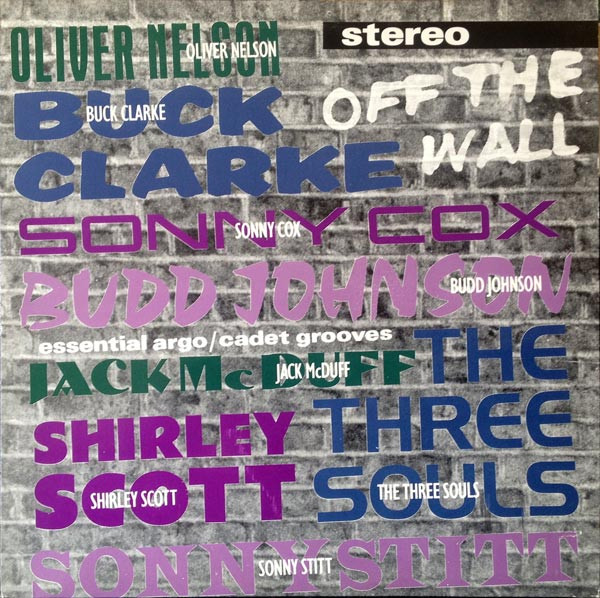 stereo
OLIVER NELSON
OLIVER NELSON
OFF THE
WALL
BUCK
BUCK CLARKE
CLARKE
SONNY COX
SONNY COX
BUDD JOHNSON
BUDD JOHNSON
essential argo/cadet grooves
JACK McDUFF
JACK McDUFF
THE
THREE
SOULS
THE THREE SOULS
SHIRLEY
SCOTT
SHIRLEY SCOTT
SONNY STITT
SONNY STITT